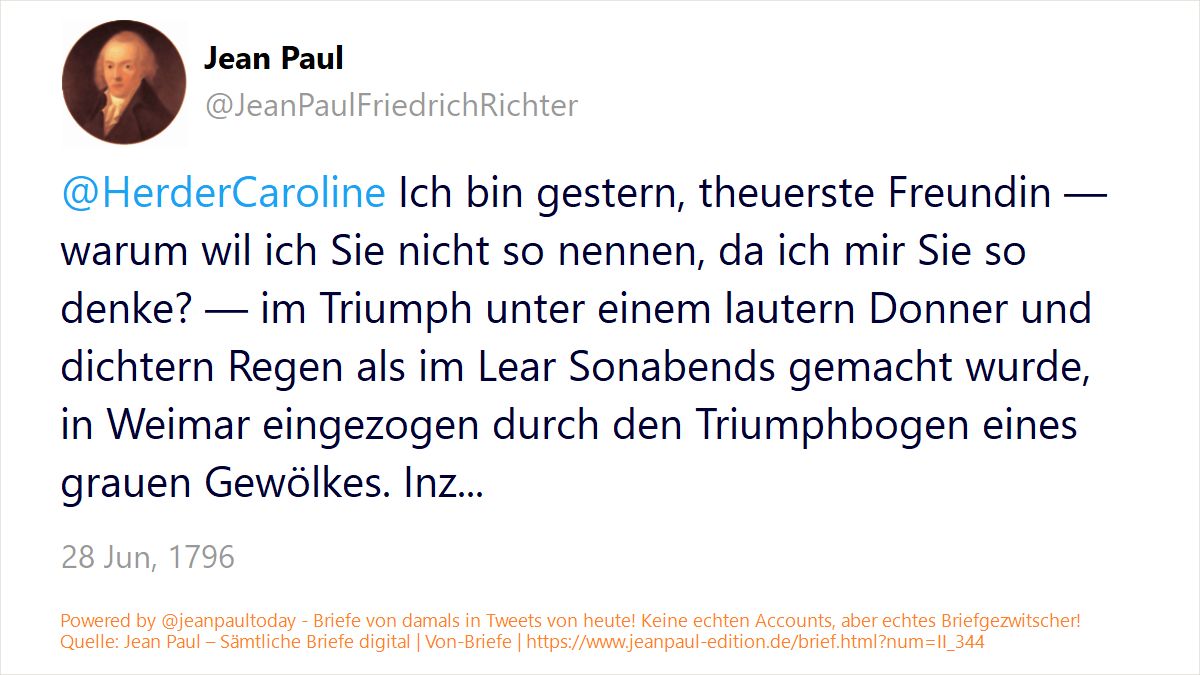 Jean Paul
@JeanPaulFriedrichRichter
@HerderCaroline Ich bin gestern, theuerste Freundin —
warum wil ich Sie nicht so nennen, da ich mir Sie so
denke? — im Triumph unter einem lautern Donner und
dichtern Regen als im Lear Sonabends gemacht wurde,
in Weimar eingezogen durch den Triumphbogen eines
grauen Gewölkes. Inz...
28 Jun, 1796
Powered by @jeanpaultoday - Briefe von damals in Tweets von heute! Keine echten Accounts, aber echtes Briefgezwitscher!
Quelle: Jean Paul – Sämtliche Briefe digital | Von-Briefe | https://www.jeanpaul-edition.de/brief.html?num=II_344